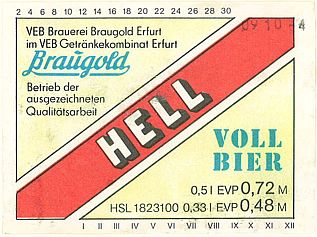 2 4 6 8 10 12 14 16 18 20 22 24 26 28 30
VEB Brauerei Braugold Erfurt
im VEB Getränkekombinat Erfurt
Braugold
Betrieb der
ausgezeichneten
Qualitätsarbeit
HELL
VOLL
BIER
0,5 l EVP 0,72 M
HSL 1823100 0,33 l EVP 0,48 M
I II III IV V VI VII VIII IX X XI XII